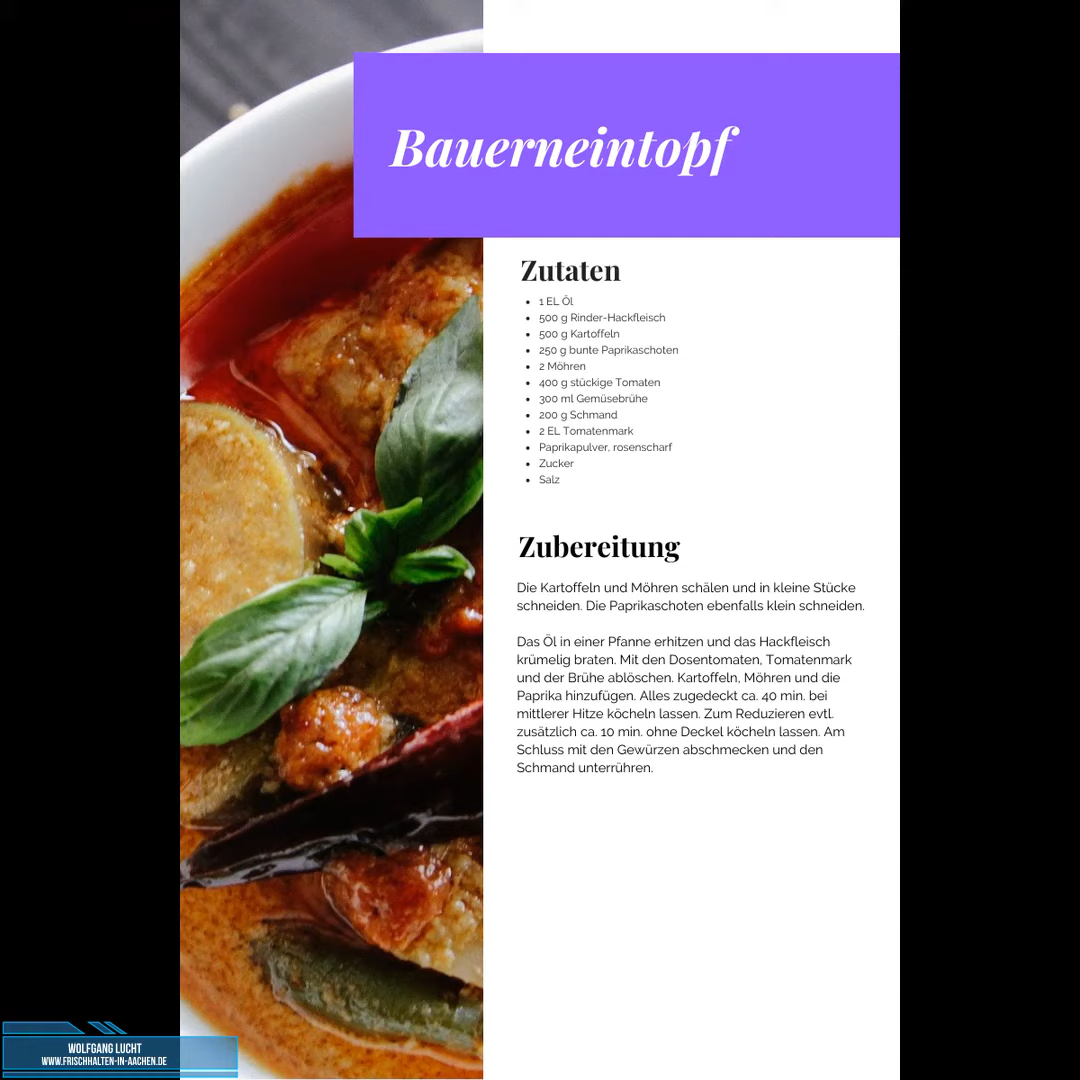 Bauerneintopf
Zutaten
• 1 EL Öl
• 500 g Rinder-Hackfleisch
• 500 g Kartoffeln
• 250 g bunte Paprikaschoten
• 2 Möhren
• 400 g stückige Tomaten
• 300 ml Gemüsebrühe
• 200 g Schmand
• 2 EL Tomatenmark
• Paprikapulver, rosenscharf
• Zucker
• Salz
Zubereitung
Die Kartoffeln und Möhren schälen und in kleine Stücke
schneiden. Die Paprikaschoten ebenfalls klein schneiden.
Das Öl in einer Pfanne erhitzen und das Hackfleisch
krümelig braten. Mit den Dosentomaten, Tomatenmark
und der Brühe ablöschen. Kartoffeln, Möhren und die
Paprika hinzufügen. Alles zugedeckt ca. 40 min. bei
mittlerer Hitze köcheln lassen. Zum Reduzieren evtl.
zusätzlich ca. 10 min. ohne Deckel köcheln lassen. Am
Schluss mit den Gewürzen abschmecken und den
Schmand unterrühren.
WOLFGANG LUCHT
WWW.FRISCHHALTEN-IN-AACHEN.DE